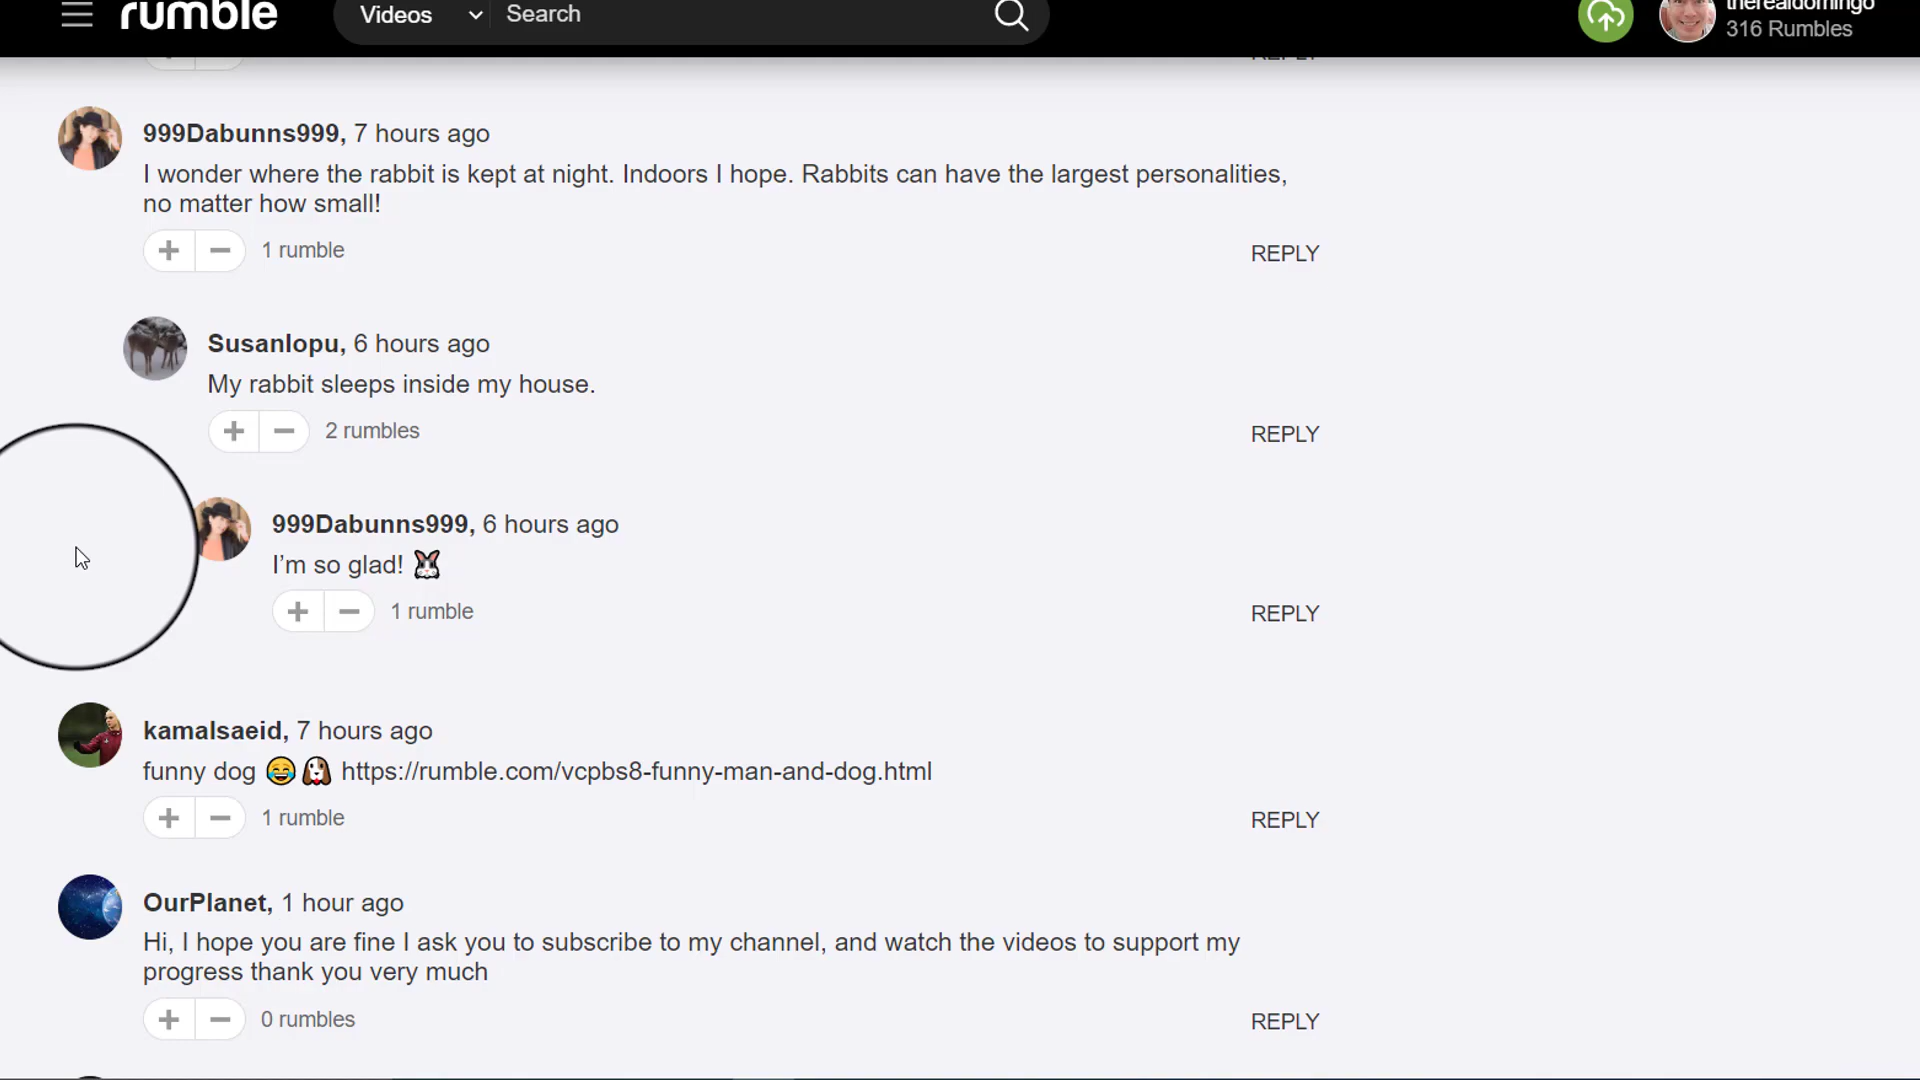 rumble
Videos
Search
therealdomingo
316 Rumbles
REPLY
999Dabunns999, 7 hours ago
I wonder where the rabbit is kept at night. Indoors I hope. Rabbits can have the largest personalities,
no matter how small!
1 rumble
REPLY
Susanlopu, 6 hours ago
My rabbit sleeps inside my house.
2 rumbles
REPLY
999Dabunns999, 6 hours ago
I’m so glad! 🐰
1 rumble
REPLY
kamalsaeid, 7 hours ago
funny dog 😂🐶 https://rumble.com/vcpbs8-funny-man-and-dog.html
1 rumble
REPLY
OurPlanet, 1 hour ago
Hi, I hope you are fine I ask you to subscribe to my channel, and watch the videos to support my
progress thank you very much
0 rumbles
REPLY